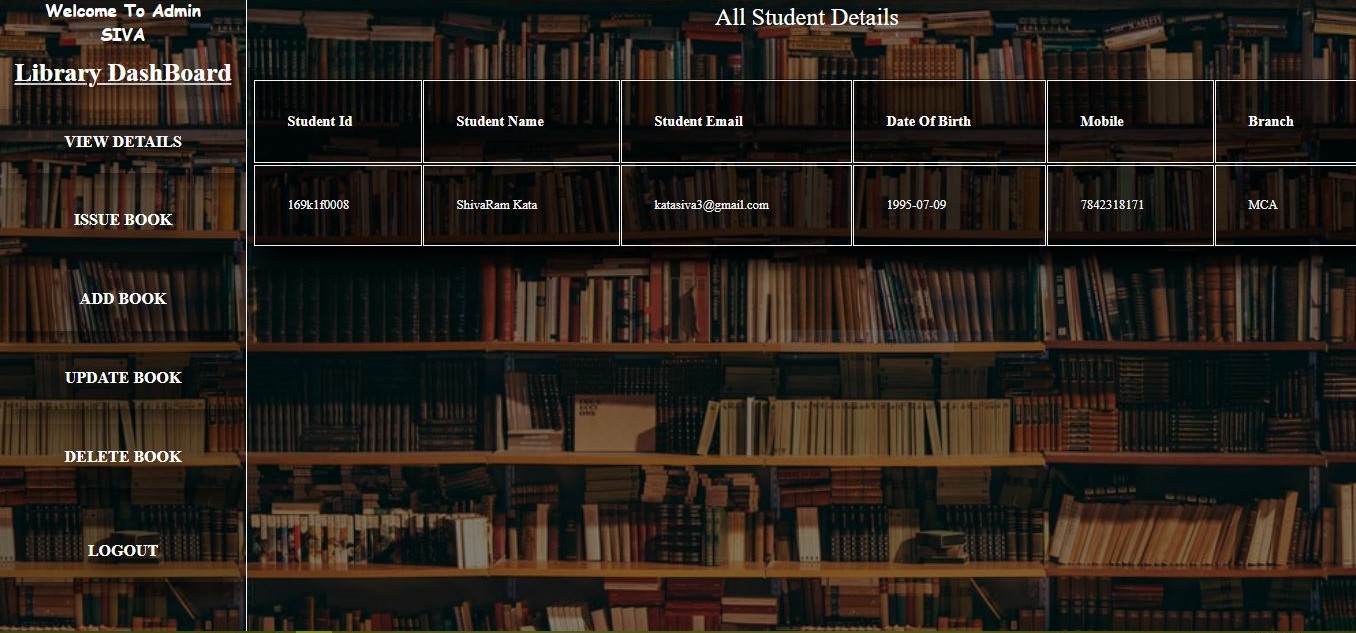 Welcome To Admin
SIVA
Library DashBoard
VIEW DETAILS
ISSUE BOOK
ADD BOOK
UPDATE BOOK
DELETE BOOK
LOGOUT
All Student Details
Student Id Student Name Student Email Date Of Birth Mobile Branch
169k1f0008 ShivaRam Kata katasiva3@gmail.com 1995-07-09 7842318171 MCA